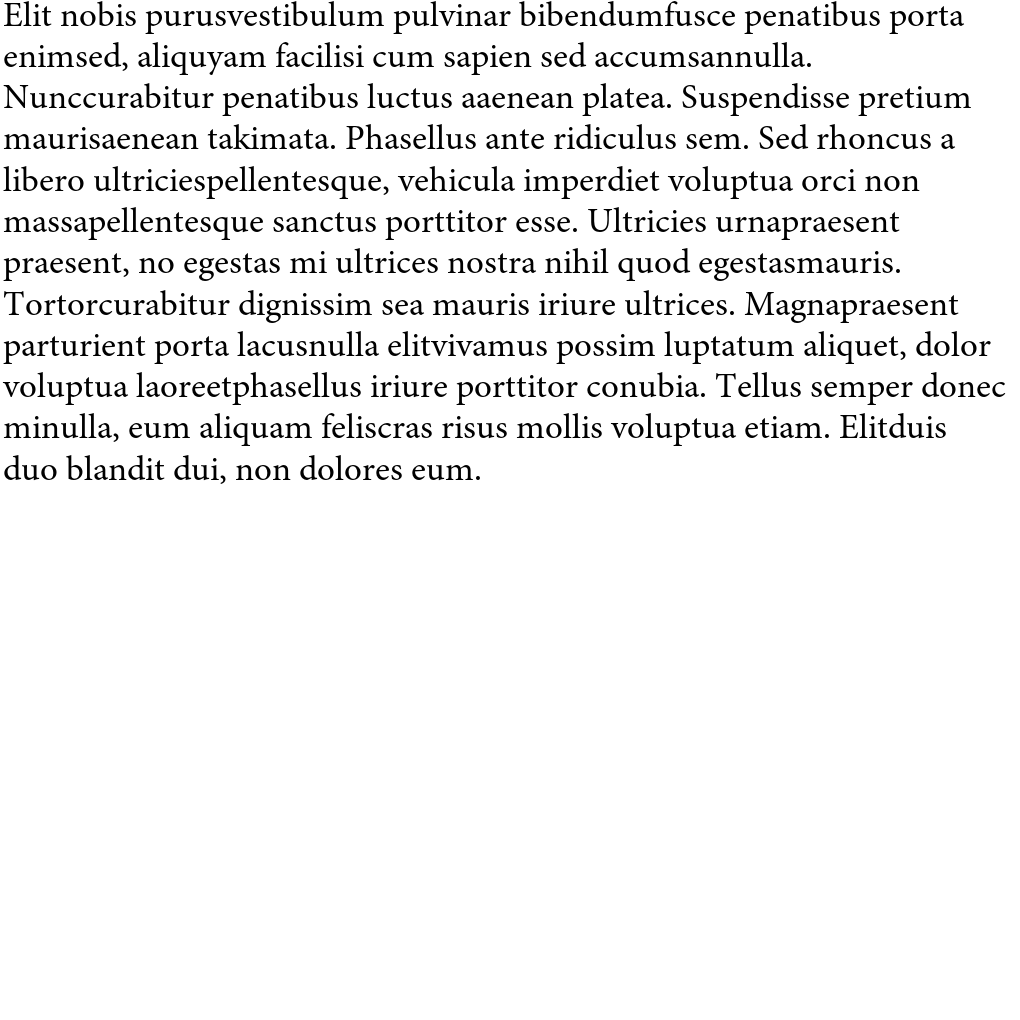 Elit nobis purusvestibulum pulvinar bibendumfusce penatibus porta
enimsed, aliquyam facilisi cum sapien sed accumsannulla.
Nunccurabitur penatibus luctus aaenean platea. Suspendisse pretium
maurisaenean takimata. Phasellus ante ridiculus sem. Sed rhoncus a
libero ultriciespellentesque, vehicula imperdiet voluptua orci non
massapellentesque sanctus porttitor esse. Ultricies urnapraesent
praesent, no egestas mi ultrices nostra nihil quod egestasmauris.
Tortorcurabitur dignissim sea mauris iriure ultrices. Magnapraesent
parturient porta lacusnulla elitvivamus possim luptatum aliquet, dolor
voluptua laoreetphasellus iriure porttitor conubia. Tellus semper donec
minulla, eum aliquam feliscras risus mollis voluptua etiam. Elitduis
duo blandit dui, non dolores eum.